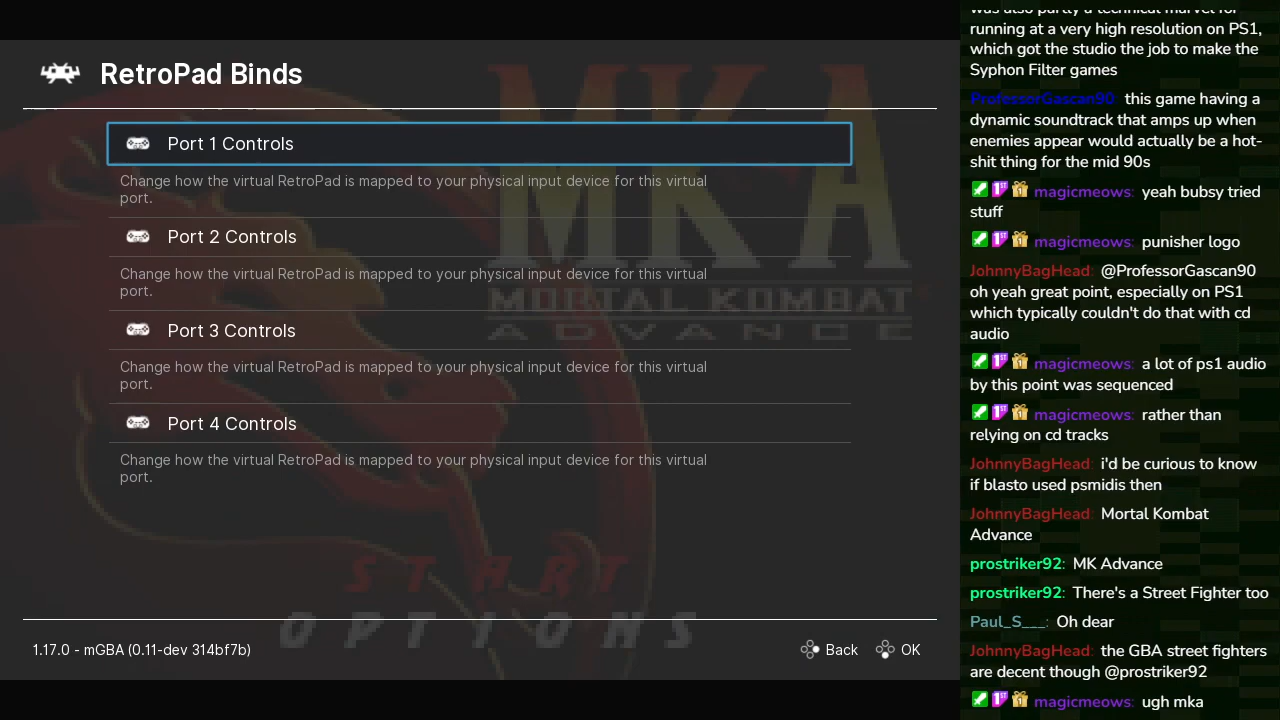 RetroPad Binds
Port 1 Controls
Change how the virtual RetroPad is mapped to your physical input device for this virtual
port.
Port 2 Controls
Change how the virtual RetroPad is mapped to your physical input device for this virtual
port.
Port 3 Controls
Change how the virtual RetroPad is mapped to your physical input device for this virtual
port.
Port 4 Controls
Change how the virtual RetroPad is mapped to your physical input device for this virtual
port.
MKA
MORTAL KOMBAT
ADVANCE
START
OPTIONS
1.17.0 - mGBA (0.11-dev 314bf7b)
Back
OK
was also partly a technical marvel for
running at a very high resolution on PS1,
which got the studio the job to make the
Syphon Filter games
ProfessorGascan90: this game having a
dynamic soundtrack that amps up when
enemies appear would actually be a hot-
shit thing for the mid 90s
magicmeows: yeah bubsy tried
stuff
magicmeows: punisher logo
JohnnyBagHead: @ProfessorGascan90
oh yeah great point, especially on PS1
which typically couldn't do that with cd
audio
magicmeows: a lot of ps1 audio
by this point was sequenced
magicmeows: rather than
relying on cd tracks
JohnnyBagHead: i'd be curious to know
if blasto used psmidis then
JohnnyBagHead: Mortal Kombat
Advance
prostriker92: MK Advance
prostriker92: There's a Street Fighter too
Paul_S___: Oh dear
JohnnyBagHead: the GBA street fighters
are decent though @prostriker92
magicmeows: ugh mka